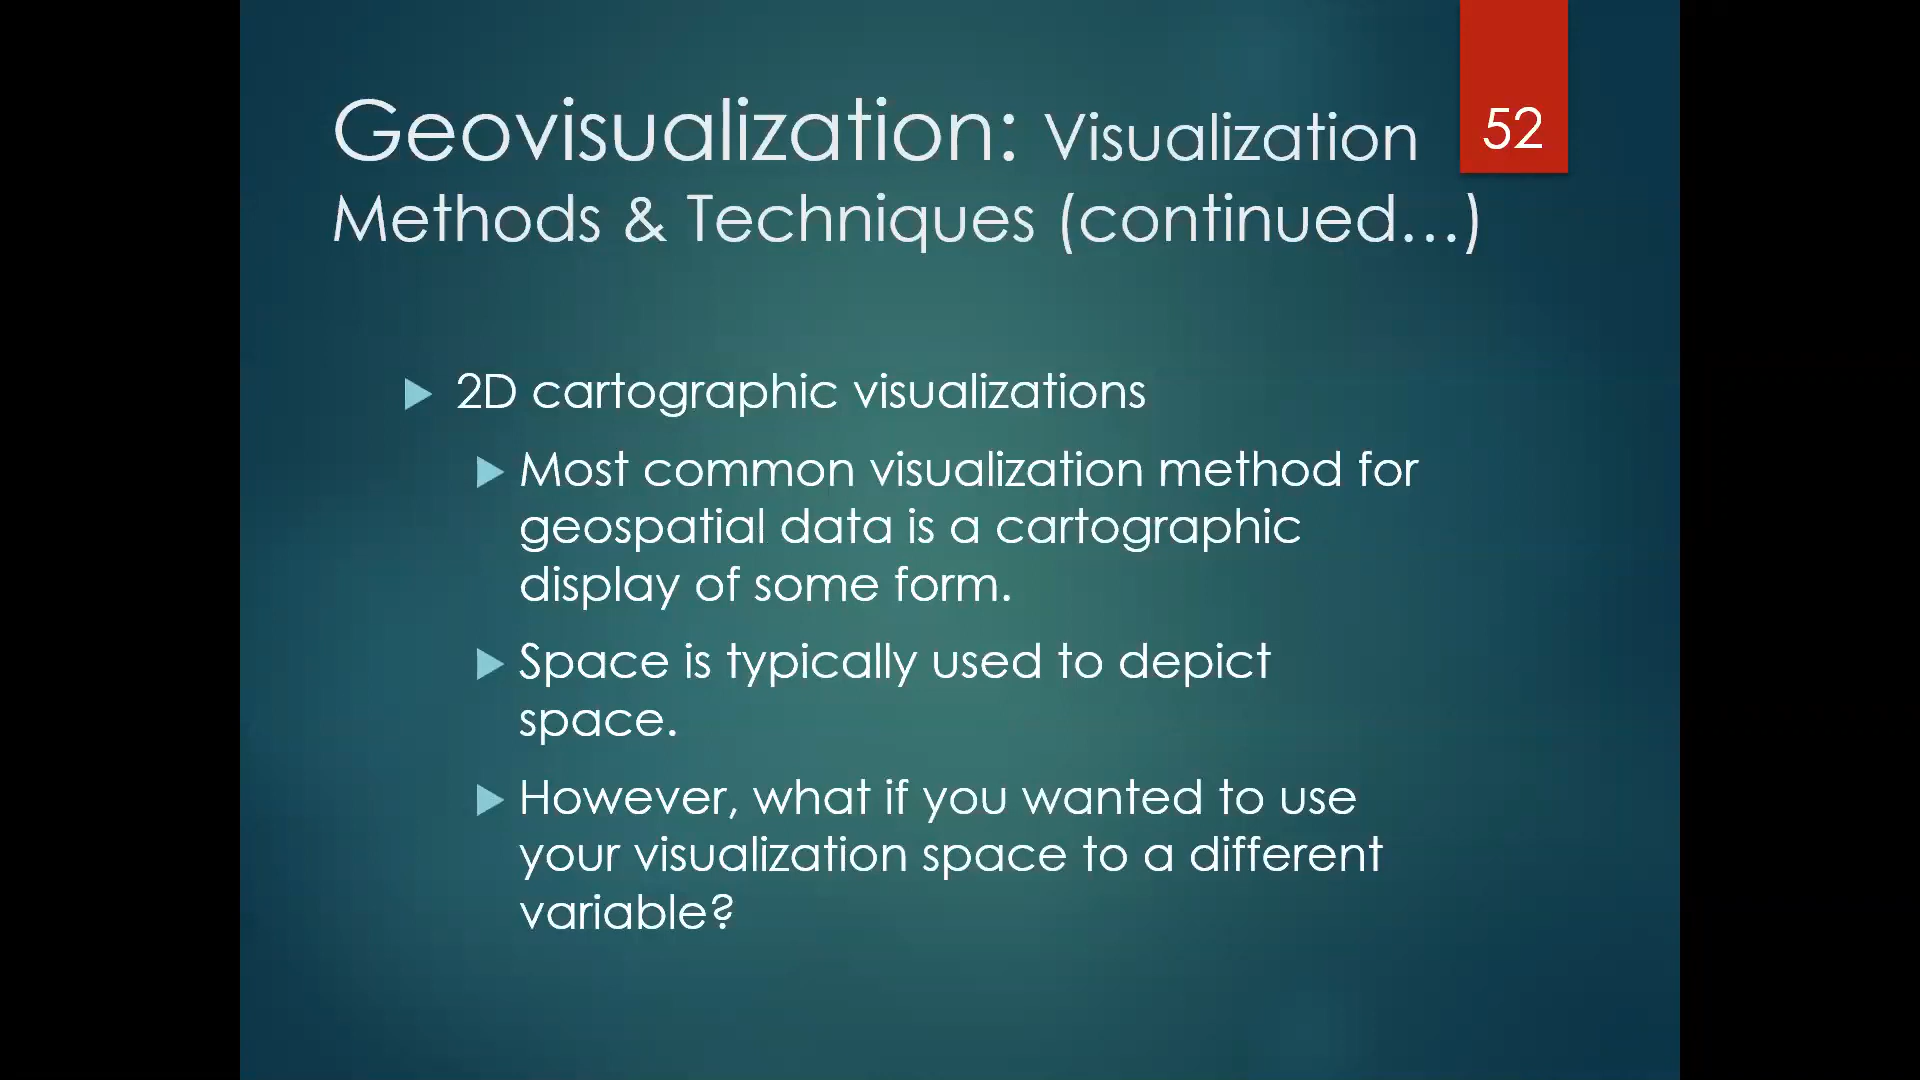 Geovisualization: Visualization
52
Methods & Techniques (continued...)
2D cartographic visualizations
Most common visualization method for
geospatial data is a cartographic
display of some form.
Space is typically used to depict
space.
However, what if you wanted to use
your visualization space to a different
variable?